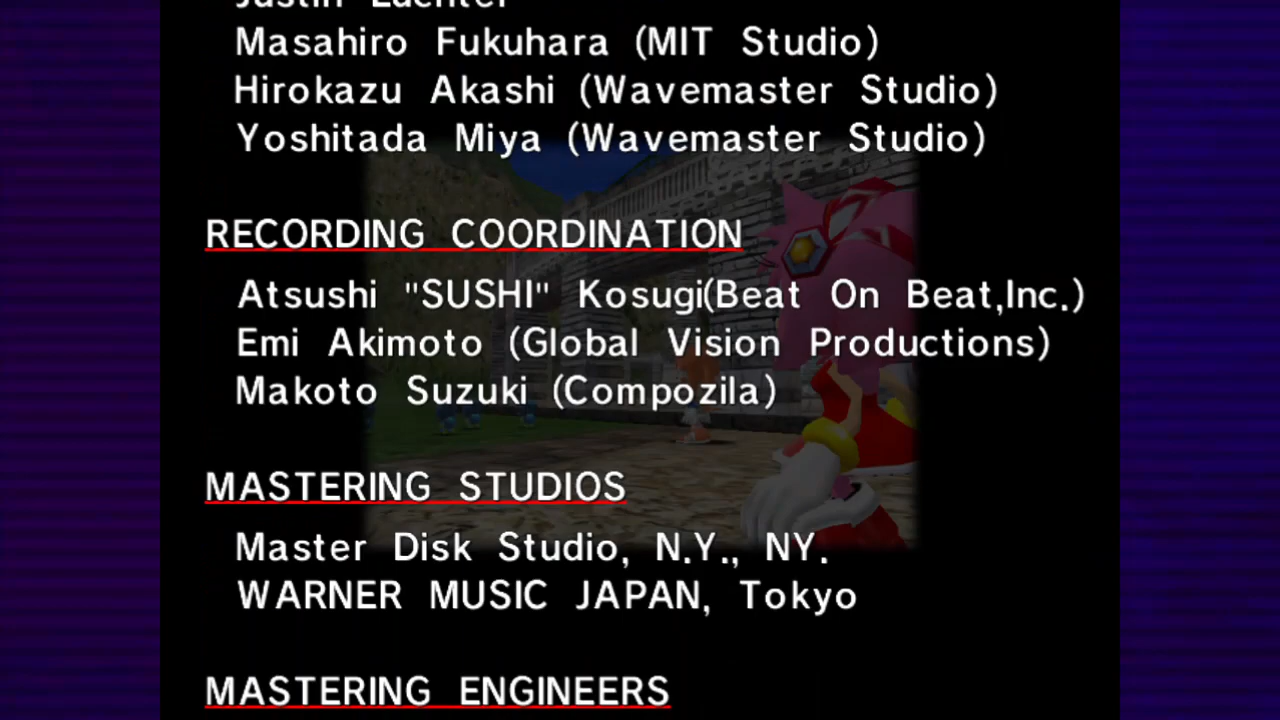 Masahiro Fukuhara (MIT Studio)
Hirokazu Akashi (Wavemaster Studio)
Yoshitada Miya (Wavemaster Studio)
RECORDING COORDINATION
Atsushi "SUSHI" Kosugi(Beat On Beat,Inc.)
Emi Akimoto (Global Vision Productions)
Makoto Suzuki (Compozila)
MASTERING STUDIOS
Master Disk Studio, N.Y., NY.
WARNER MUSIC JAPAN, Tokyo
MASTERING ENGINEERS